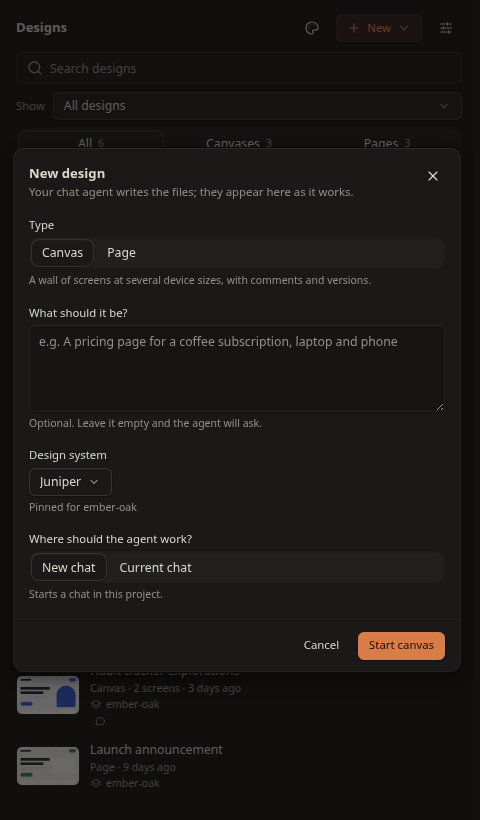 Designs
New
Search designs
Show
All designs
All 6
Canvases 3
Pages 3
New design
Your chat agent writes the files; they appear here as it works.
Type
Canvas
Page
A wall of screens at several device sizes, with comments and versions.
What should it be?
e.g. A pricing page for a coffee subscription, laptop and phone
Optional. Leave it empty and the agent will ask.
Design system
Juniper
Pinned for ember-oak
Where should the agent work?
New chat
Current chat
Starts a chat in this project.
Cancel
Start canvas
Habit tracker explorations
Canvas · 2 screens · 3 days ago
ember-oak
Launch announcement
Page · 9 days ago
ember-oak